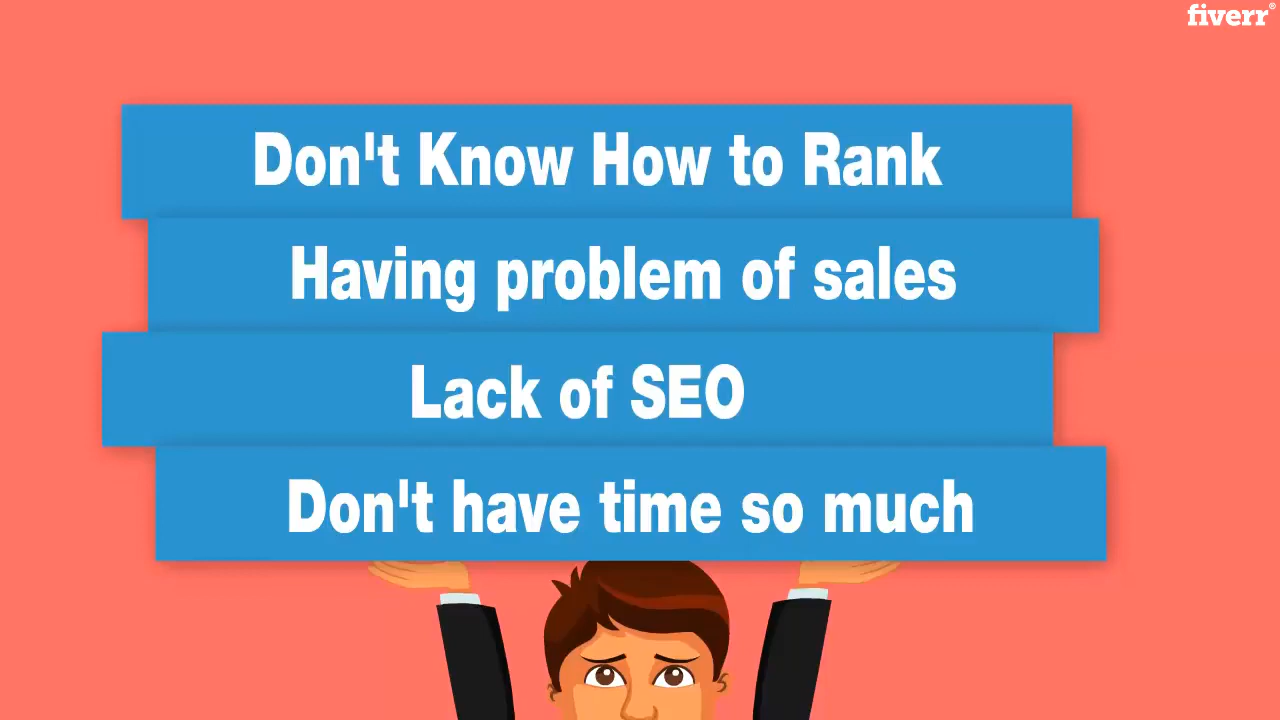 fiverr®
Don't Know How to Rank
Having problem of sales
Lack of SEO
Don't have time so much